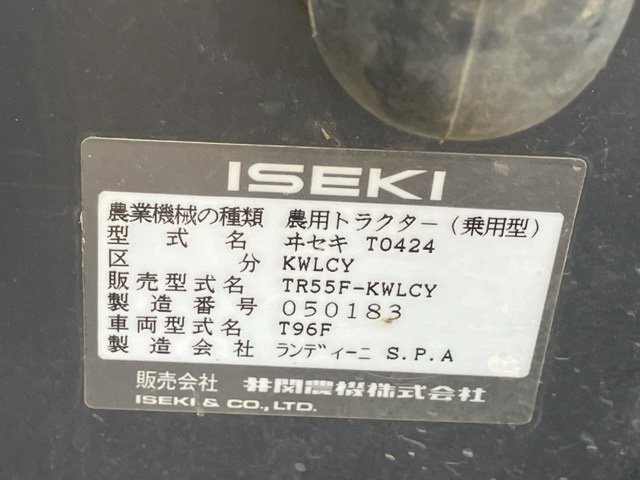 ISEKI
農業機械の種類 農用トラクター(乗用型)
型式名 ヰセキ T0424
区分 KWLCY
販売型式名 TR55F-KWLCY
製造番号 050183
車両型式名 T96F
製造会社 ランディーニ S.P.A
販売会社 井関農機株式会社
ISEKI & CO., LTD.